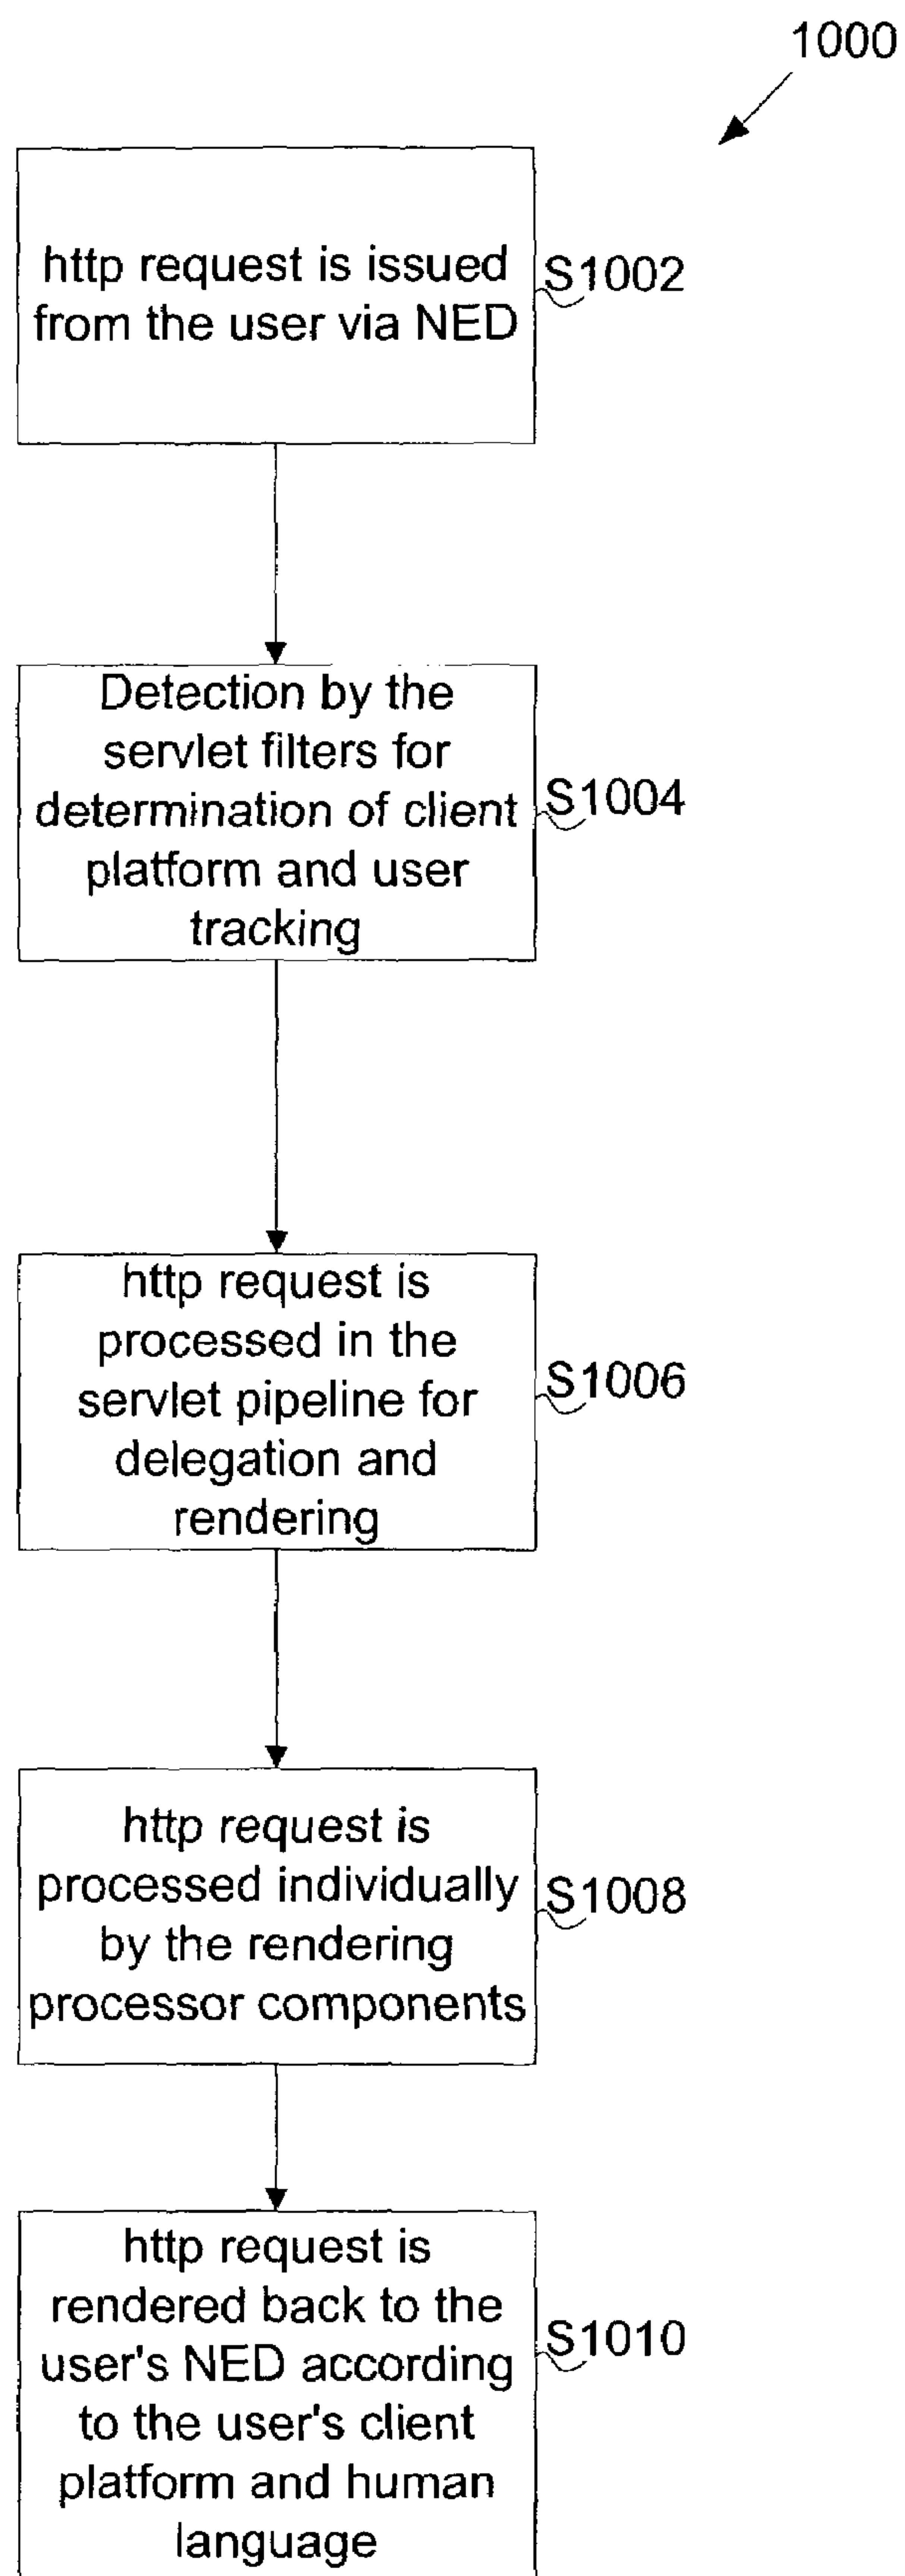 1000
http request is issued
from the user via NED
S1002
Detection by the
servlet filters for
determination of client
platform and user
tracking
S1004
http request is
processed in the
servlet pipeline for
delegation and
rendering
S1006
http request is
processed individually
by the rendering
processor components
S1008
http request is
rendered back to the
user's NED according
to the user's client
platform and human
language
S1010